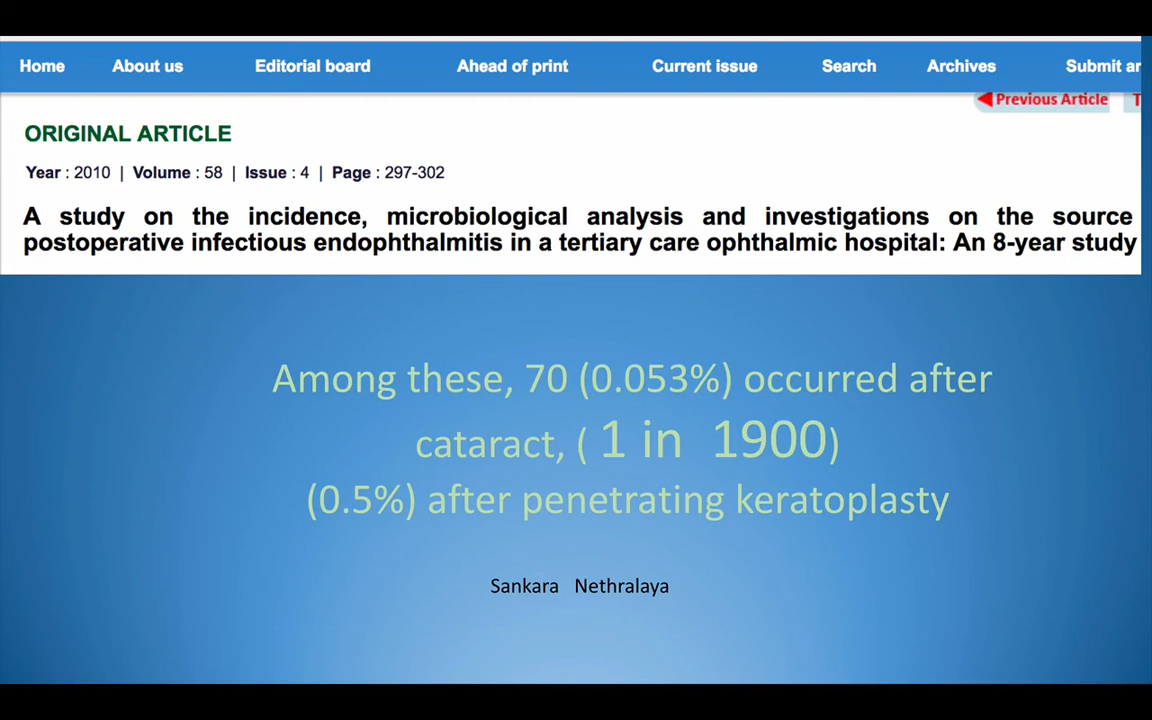 Home About us Editorial board Ahead of print Current issue Search Archives Submit
Previous Article
ORIGINAL ARTICLE
Year : 2010 | Volume : 58 | Issue : 4 | Page : 297-302
A study on the incidence, microbiological analysis and investigations on the source
postoperative infectious endophthalmitis in a tertiary care ophthalmic hospital: An 8-year study
Among these, 70 (0.053%) occurred after
cataract, ( 1 in 1900)
(0.5%) after penetrating keratoplasty
Sankara Nethralaya